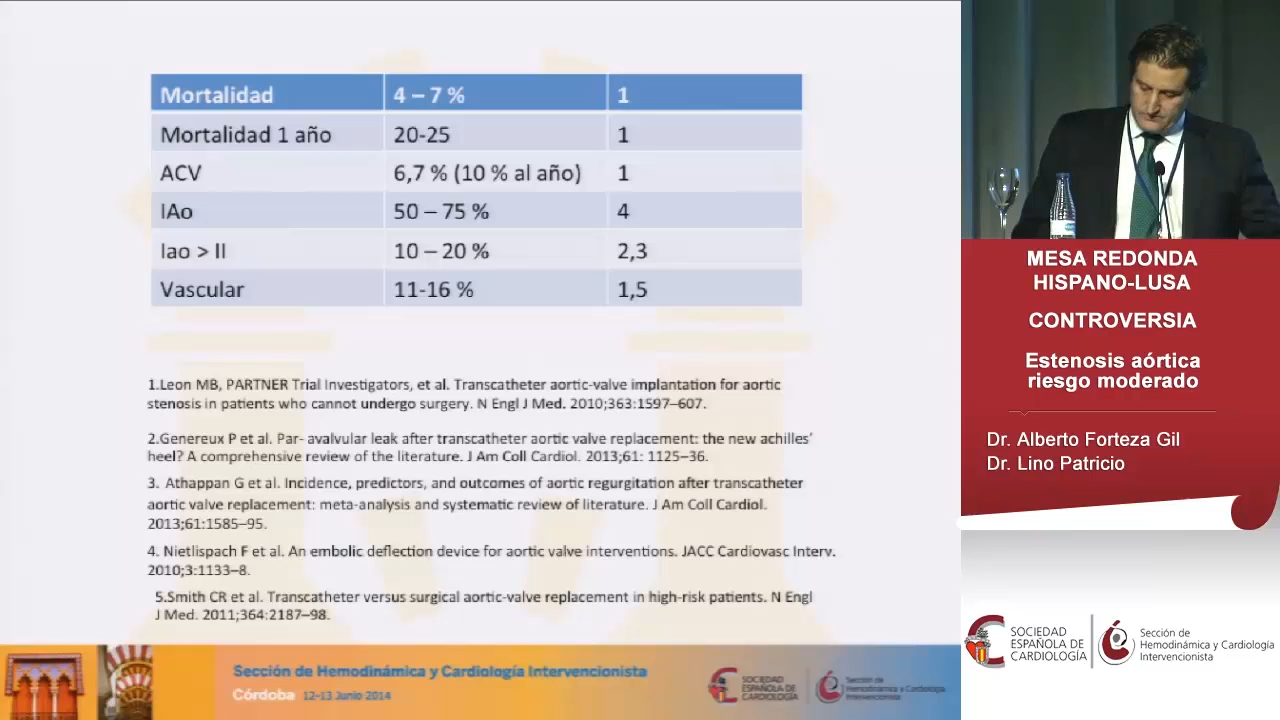 Mortalidad 4 – 7 % 1
Mortalidad 1 año 20-25 1
ACV 6,7 % (10 % al año) 1
IAo 50 – 75 % 4
Iao > II 10 – 20 % 2,3
Vascular 11-16 % 1,5
1.Leon MB, PARTNER Trial Investigators, et al. Transcatheter aortic-valve implantation for aortic
stenosis in patients who cannot undergo surgery. N Engl J Med. 2010;363:1597–607.
2.Genereux P et al. Par- avalvular leak after transcatheter aortic valve replacement: the new achilles'
heel? A comprehensive review of the literature. J Am Coll Cardiol. 2013;61: 1125–36.
3. Athappan G et al. Incidence, predictors, and outcomes of aortic regurgitation after transcatheter
aortic valve replacement: meta-analysis and systematic review of literature. J Am Coll Cardiol.
2013;61:1585–95.
4. Nietlispach F et al. An embolic deflection device for aortic valve interventions. JACC Cardiovasc Interv.
2010;3:1133–8.
5.Smith CR et al. Transcatheter versus surgical aortic-valve replacement in high-risk patients. N Engl
J Med. 2011;364:2187–98.
Sección de Hemodinámica y Cardiología Intervencionista
Córdoba 12-13 Junio 2014
SOCIEDAD
ESPAÑOLA DE
CARDIOLOGÍA
Sección de
Hemodinámica y Cardiología
Intervencionista
MESA REDONDA
HISPANO-LUSA
CONTROVERSIA
Estenosis aórtica
riesgo moderado
Dr. Alberto Forteza Gil
Dr. Lino Patricio
SOCIEDAD
ESPAÑOLA DE
CARDIOLOGÍA
Sección de
Hemodinámica y Cardiología
Intervencionista